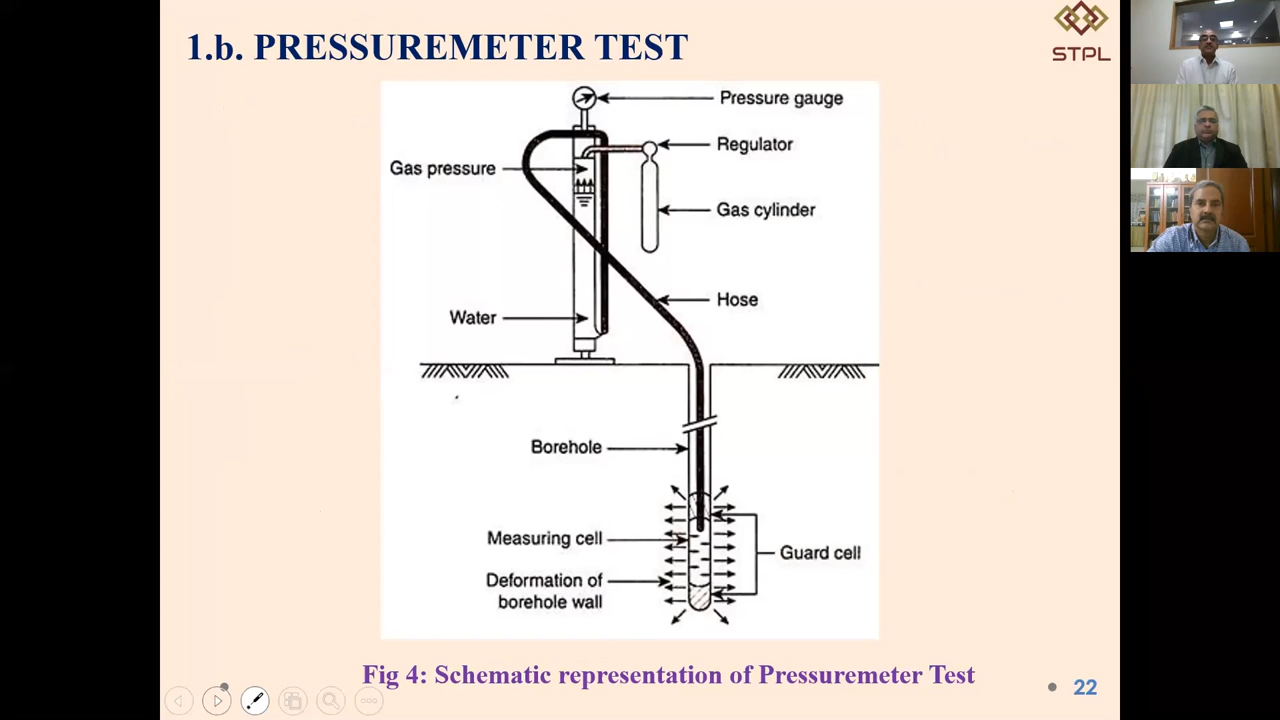 1.b. PRESSUREMETER TEST
STPL
Pressure gauge
Regulator
Gas pressure
Gas cylinder
Hose
Water
Borehole
Measuring cell
Guard cell
Deformation of
borehole wall
Fig 4: Schematic representation of Pressuremeter Test
22